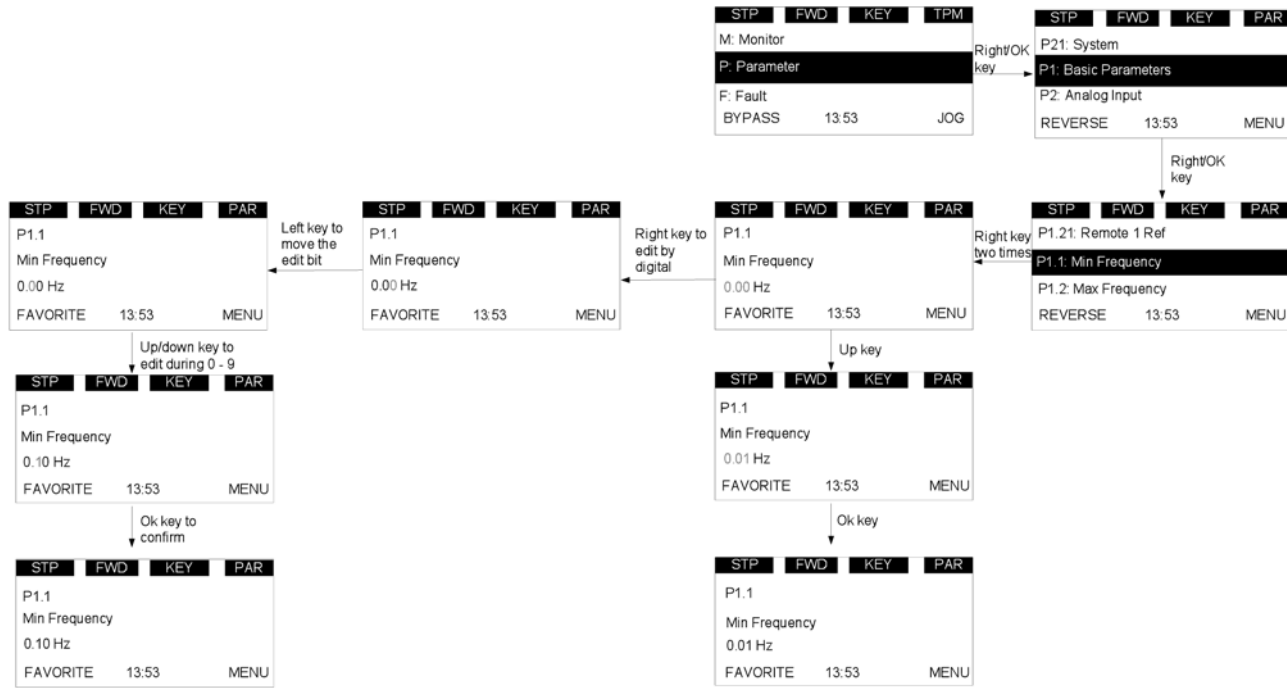 STP FWD KEY TPM
M: Monitor
P: Parameter
F: Fault
BYPASS 13:53 JOG
Right/OK
key
STP FWD KEY PAR
P21: System
P1: Basic Parameters
P2: Analog Input
REVERSE 13:53 MENU
Right/OK
key
STP FWD KEY PAR
P1.21: Remote 1 Ref
P1.1: Min Frequency
P1.2: Max Frequency
REVERSE 13:53 MENU
Right key
two times
STP FWD KEY PAR
P1.1
Min Frequency
0.00 Hz
FAVORITE 13:53 MENU
Right key to
edit by
digital
STP FWD KEY PAR
P1.1
Min Frequency
0.00 Hz
FAVORITE 13:53 MENU
Left key to
move the
edit bit
STP FWD KEY PAR
P1.1
Min Frequency
0.00 Hz
FAVORITE 13:53 MENU
Up/down key to
edit during 0 - 9
STP FWD KEY PAR
P1.1
Min Frequency
0.10 Hz
FAVORITE 13:53 MENU
Ok key to
confirm
STP FWD KEY PAR
P1.1
Min Frequency
0.10 Hz
FAVORITE 13:53 MENU
Up key
STP FWD KEY PAR
P1.1
Min Frequency
0.01 Hz
FAVORITE 13:53 MENU
Ok key
STP FWD KEY PAR
P1.1
Min Frequency
0.01 Hz
FAVORITE 13:53 MENU